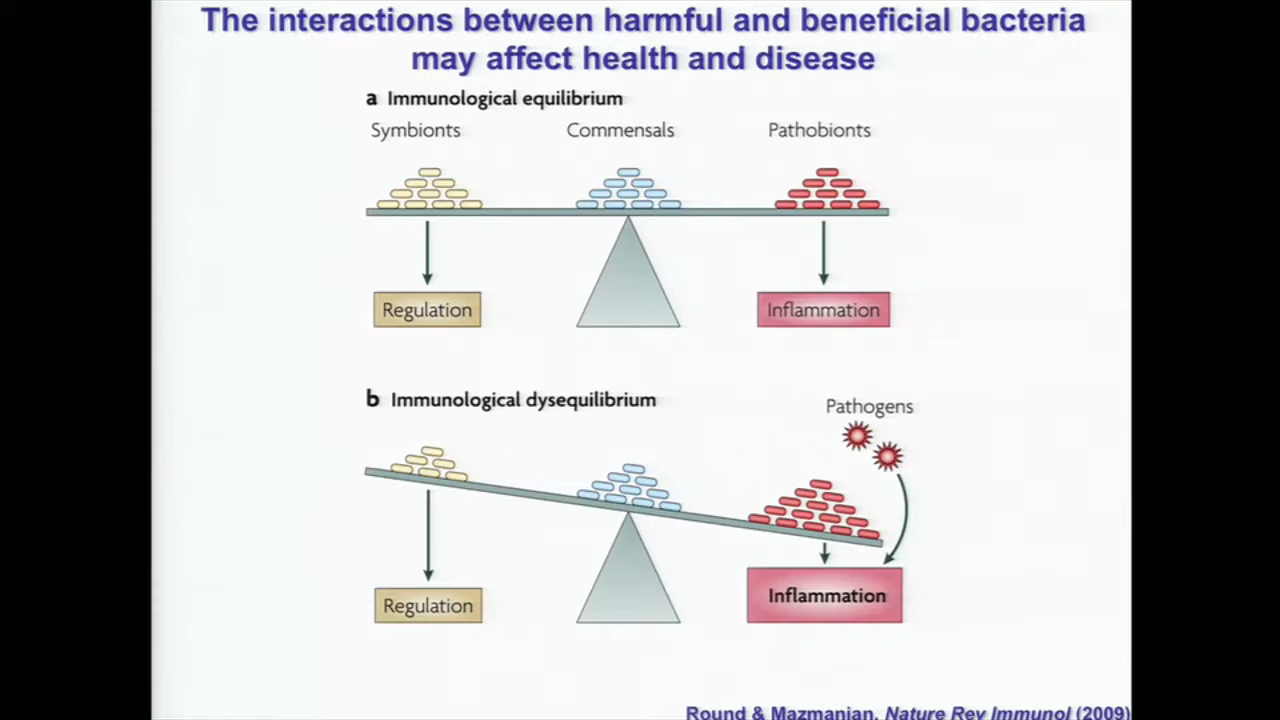 The interactions between harmful and beneficial bacteria
may affect health and disease
a Immunological equilibrium
Symbionts Commensals Pathobionts
Regulation Inflammation
b Immunological dysequilibrium
Pathogens
Regulation Inflammation
Round & Mazmanian, Nature Rev Immunol (2009)